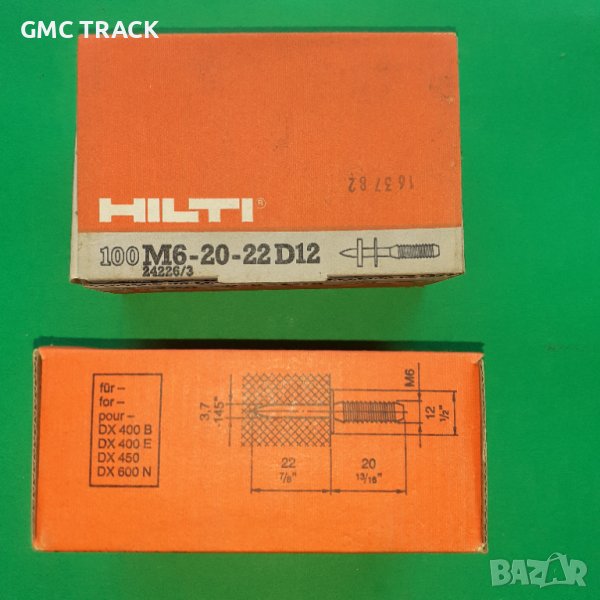 GMC TRACK
163782
HILTI®
100 M6-20-22 D12
24226/3
für -
for -
pour -
DX 400 B
DX 400 E
DX 450
DX 600 N
3,7
.145"
M6
12
½"
22
⅞"
20
13/16"
BAZAR